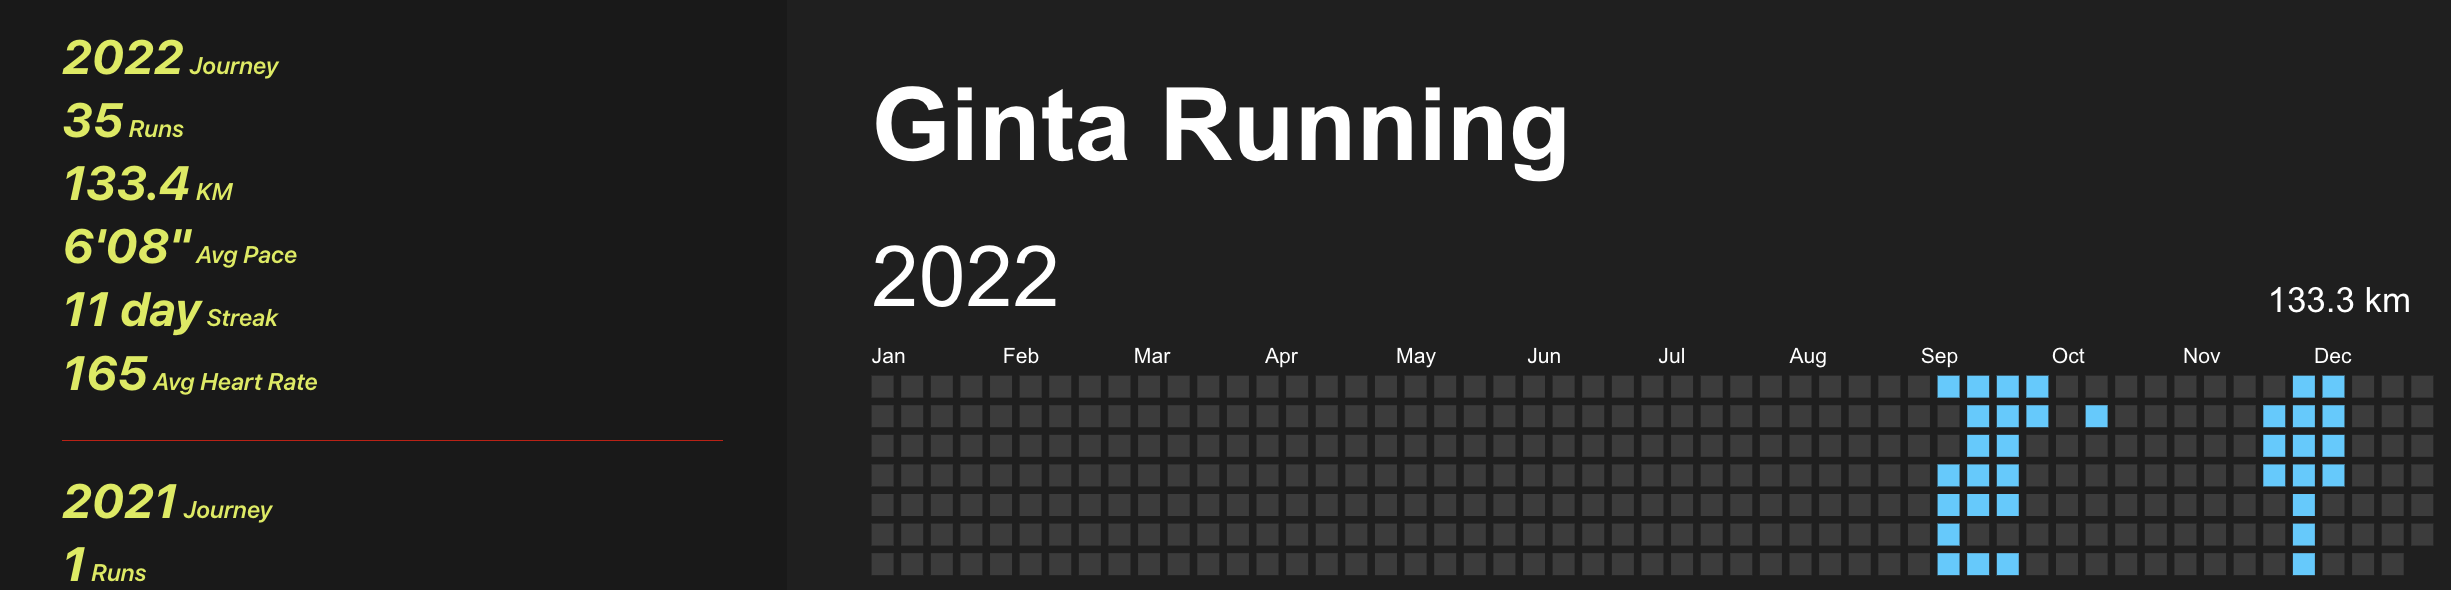 2022 Journey
35 Runs
133.4 KM
6'08" Avg Pace
11 day Streak
165 Avg Heart Rate
2021 Journey
1 Runs
Ginta Running
2022
133.3 km
Jan Feb Mar Apr May Jun Jul Aug Sep Oct Nov Dec